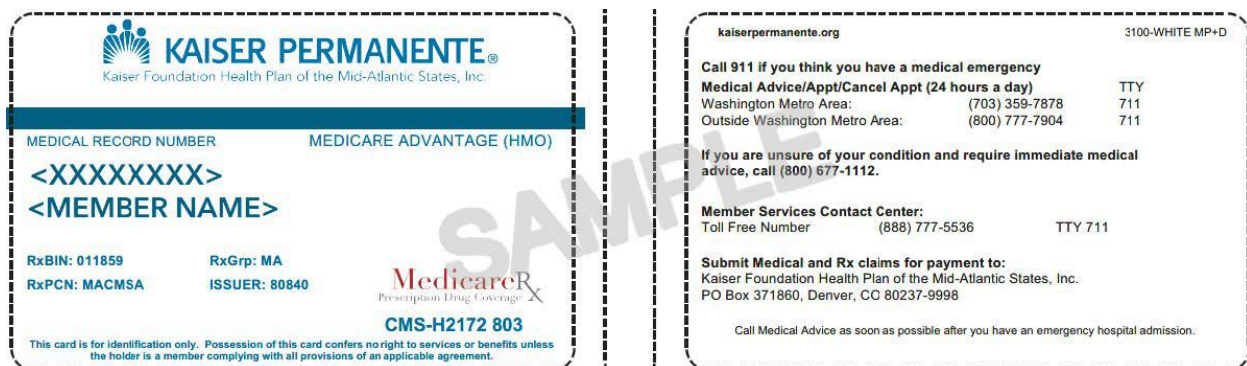 KAISER PERMANENTE®
Kaiser Foundation Health Plan of the Mid-Atlantic States, Inc.
MEDICAL RECORD NUMBER MEDICARE ADVANTAGE (HMO)
<XXXXXXXX>
<MEMBER NAME>
RxBIN: 011859 RxGrp: MA
RxPCN: MACMSA ISSUER: 80840
MedicareRx
Prescription Drug Coverage
CMS-H2172 803
This card is for identification only. Possession of this card confers no right to services or benefits unless
the holder is a member complying with all provisions of an applicable agreement.
SAMPLE
kaiserpermanente.org 3100-WHITE MP+D
Call 911 if you think you have a medical emergency
Medical Advice/Appt/Cancel Appt (24 hours a day) TTY
Washington Metro Area: (703) 359-7878 711
Outside Washington Metro Area: (800) 777-7904 711
If you are unsure of your condition and require immediate medical
advice, call (800) 677-1112.
Member Services Contact Center:
Toll Free Number (888) 777-5536 TTY 711
Submit Medical and Rx claims for payment to:
Kaiser Foundation Health Plan of the Mid-Atlantic States, Inc.
PO Box 371860, Denver, CO 80237-9998
Call Medical Advice as soon as possible after you have an emergency hospital admission.